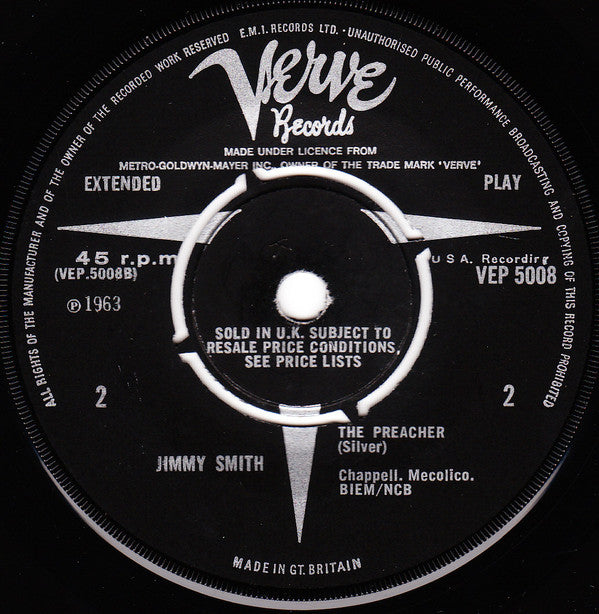 ALL RIGHTS OF THE MANUFACTURER AND OF THE OWNER OF THE RECORDED WORK RESERVED E.M.I. RECORDS LTD. · UNAUTHORISED PUBLIC PERFORMANCE BROADCASTING AND COPYING OF THIS RECORD PROHIBITED
Verve
Records
MADE UNDER LICENCE FROM
METRO-GOLDWYN-MAYER INC., OWNER OF THE TRADE MARK 'VERVE'
EXTENDED PLAY
45 r.p.m U S A. Recording
(VEP.5008B) VEP 5008
℗ 1963
SOLD IN U.K. SUBJECT TO
RESALE PRICE CONDITIONS,
SEE PRICE LISTS
2 2
THE PREACHER
(Silver)
JIMMY SMITH
Chappell. Mecolico.
BIEM/NCB
MADE IN GT. BRITAIN